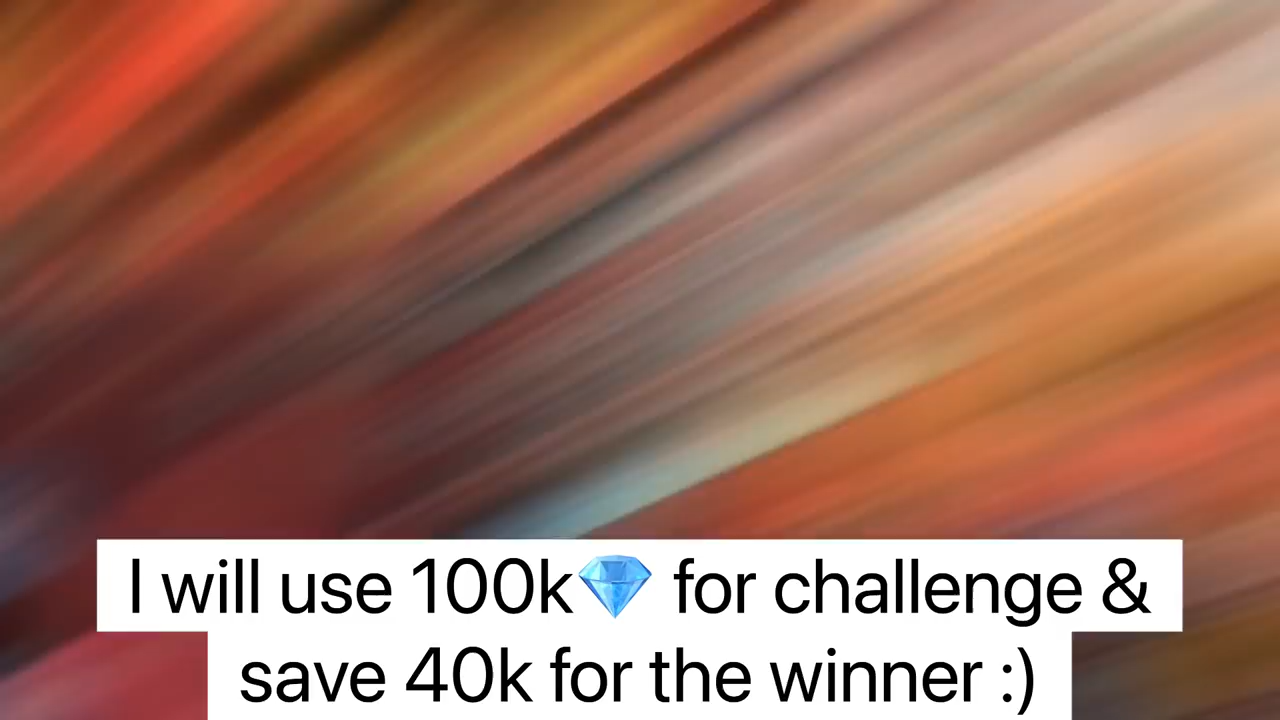 I will use 100k💎 for challenge &
save 40k for the winner :)